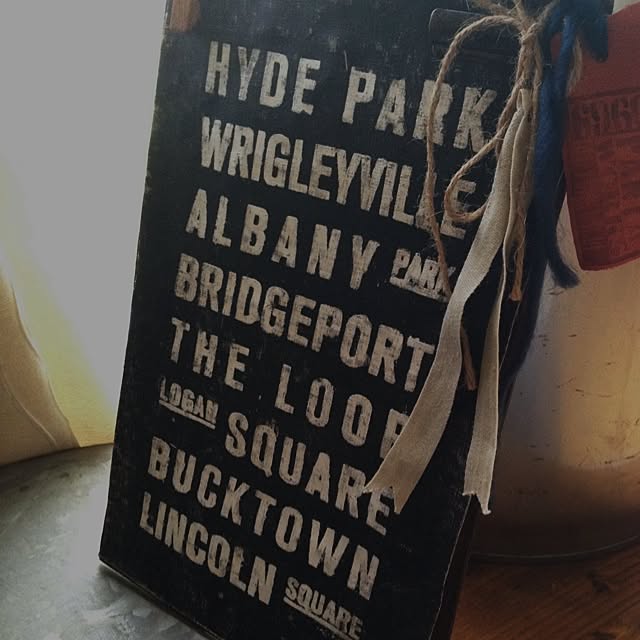 HYDE PARK
WRIGLEYVILLE
ALBANY PARK
BRIDGEPORT
THE LOOP
LOGAN SQUARE
BUCKTOWN
LINCOLN SQUARE